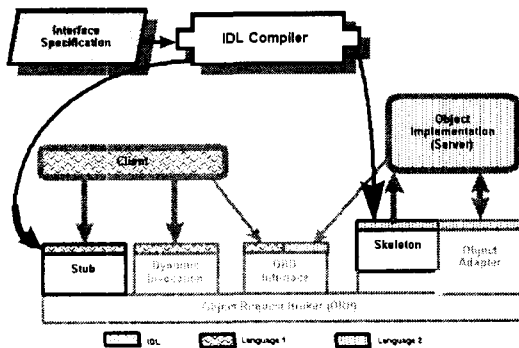 Interface
Specification
IDL Compiler
Object
Implementation
(Server)
Client
Stub
Dynamic
Invocation
ORB
Interface
Skeleton
Object
Adapter
Object Request Broker (ORB)
IDL
Language 1
Language 2